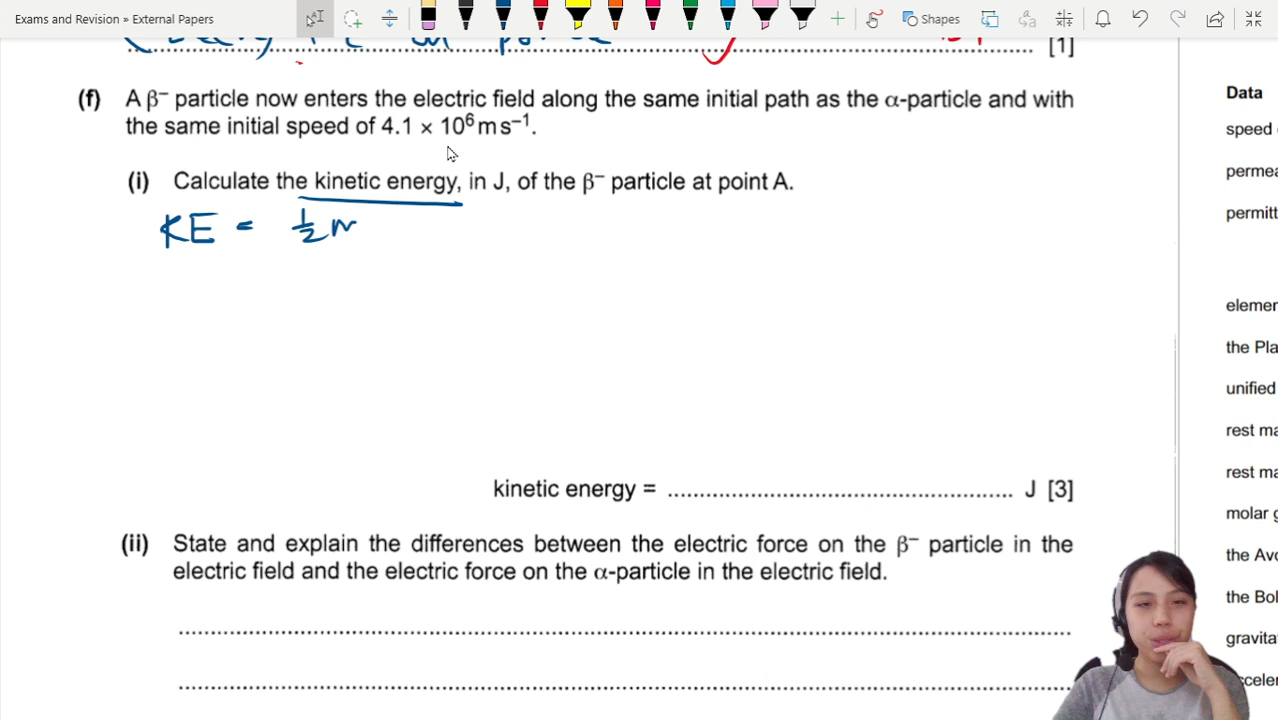 Exams and Revision » External Papers
Shapes
[1]
(f) A β⁻ particle now enters the electric field along the same initial path as the α-particle and with
the same initial speed of 4.1 × 10⁶ m s⁻¹.
(i) Calculate the kinetic energy, in J, of the β⁻ particle at point A.
KE = ½ m
kinetic energy = ........................................................ J [3]
(ii) State and explain the differences between the electric force on the β⁻ particle in the
electric field and the electric force on the α-particle in the electric field.
Data
speed
permea
permitt
elemen
the Pla
unified
rest ma
rest ma
molar g
the Avo
the Bol
gravita